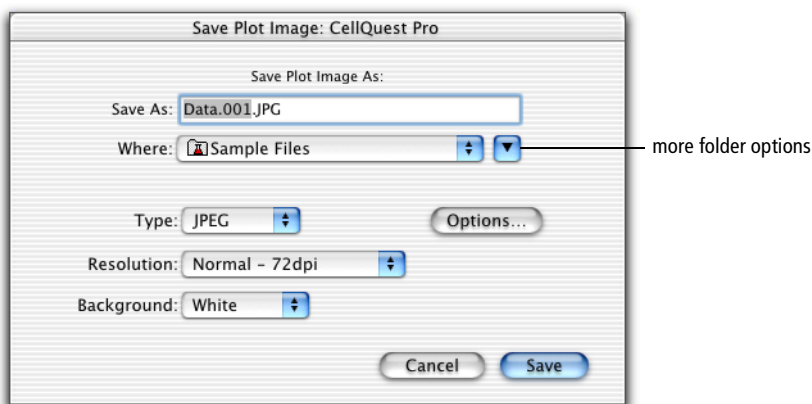 Save Plot Image: CellQuest Pro
Save Plot Image As:
Save As: Data.001.JPG
Where: Sample Files
more folder options
Type: JPEG
Options...
Resolution: Normal – 72dpi
Background: White
Cancel
Save